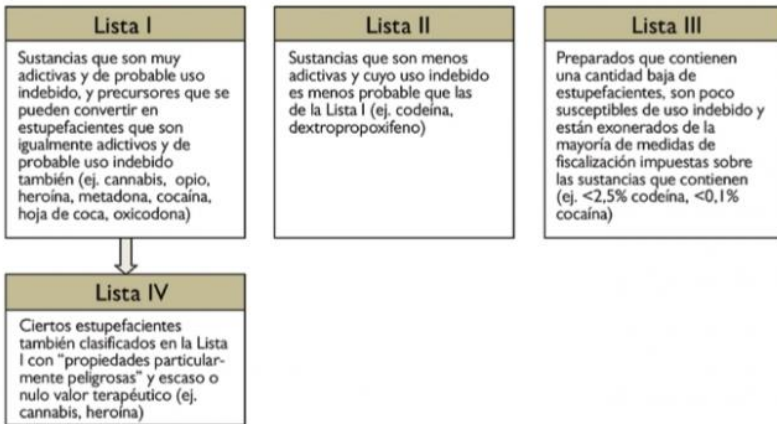 Lista I
Sustancias que son muy
adictivas y de probable uso
indebido, y precursores que se
pueden convertir en
estupefacientes que son
igualmente adictivos y de
probable uso indebido
también (ej. cannabis, opio,
heroína, metadona, cocaína,
hoja de coca, oxicodona)
Lista II
Sustancias que son menos
adictivas y cuyo uso indebido
es menos probable que las
de la Lista I (ej. codeína,
dextropropoxifeno)
Lista III
Preparados que contienen
una cantidad baja de
estupefacientes, son poco
susceptibles de uso indebido y
están exonerados de la
mayoría de medidas de
fiscalización impuestas sobre
las sustancias que contienen
(ej. <2,5% codeína, <0,1%
cocaína)
Lista IV
Ciertos estupefacientes
también clasificados en la Lista
I con "propiedades particular-
mente peligrosas" y escaso o
nulo valor terapéutico (ej.
cannabis, heroína)